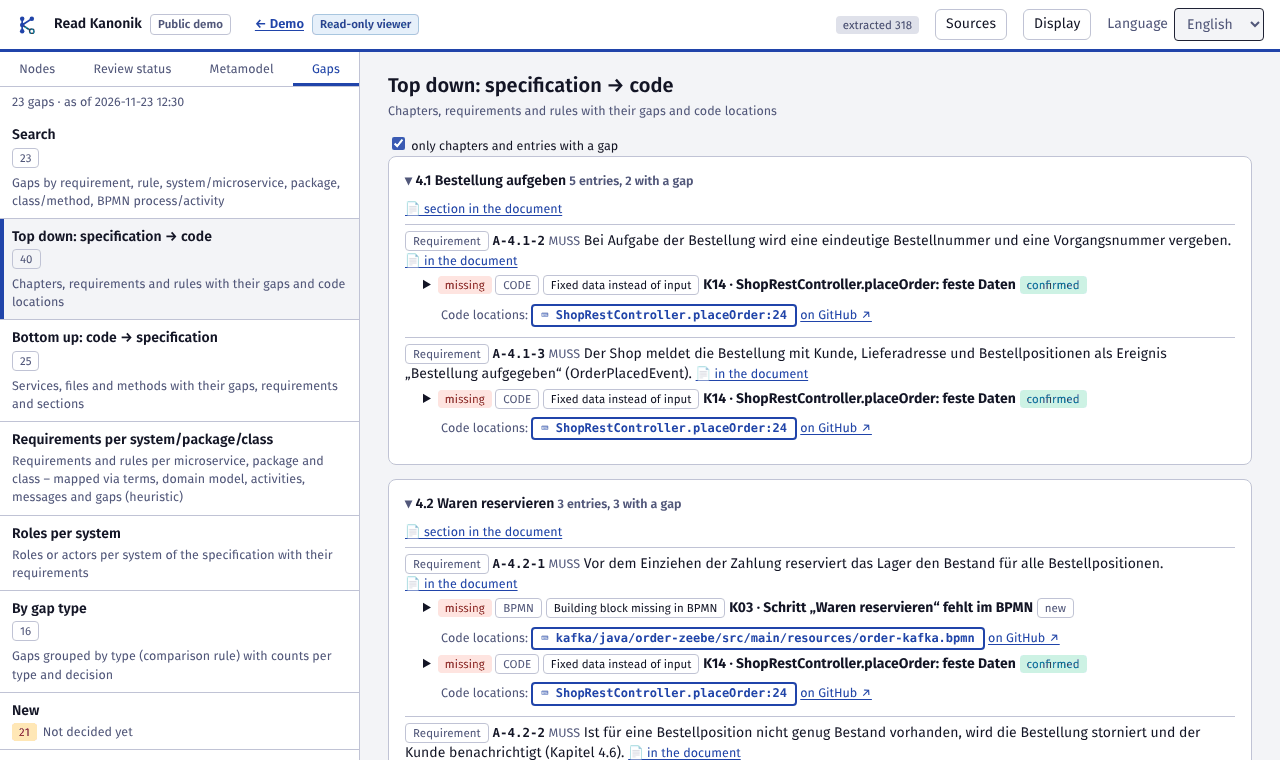 Read Kanonik Public demo ← Demo Read-only viewer extracted 318 Sources Display Language English
Nodes Review status Metamodel Gaps
23 gaps · as of 2026-11-23 12:30
Search
23
Gaps by requirement, rule, system/microservice, package,
class/method, BPMN process/activity
Top down: specification → code
40
Chapters, requirements and rules with their gaps and code
locations
Bottom up: code → specification
25
Services, files and methods with their gaps, requirements
and sections
Requirements per system/package/class
Requirements and rules per microservice, package and
class – mapped via terms, domain model, activities,
messages and gaps (heuristic)
Roles per system
Roles or actors per system of the specification with their
requirements
By gap type
16
Gaps grouped by type (comparison rule) with counts per
type and decision
New
21 Not decided yet
Top down: specification → code
Chapters, requirements and rules with their gaps and code locations
only chapters and entries with a gap
▾ 4.1 Bestellung aufgeben 5 entries, 2 with a gap
📄 section in the document
Requirement A-4.1-2 MUSS Bei Aufgabe der Bestellung wird eine eindeutige Bestellnummer und eine Vorgangsnummer vergeben.
📄 in the document
▶ missing CODE Fixed data instead of input K14 · ShopRestController.placeOrder: feste Daten confirmed
Code locations: ⌨ ShopRestController.placeOrder:24 on GitHub ↗
Requirement A-4.1-3 MUSS Der Shop meldet die Bestellung mit Kunde, Lieferadresse und Bestellpositionen als Ereignis
„Bestellung aufgegeben“ (OrderPlacedEvent). 📄 in the document
▶ missing CODE Fixed data instead of input K14 · ShopRestController.placeOrder: feste Daten confirmed
Code locations: ⌨ ShopRestController.placeOrder:24 on GitHub ↗
▾ 4.2 Waren reservieren 3 entries, 3 with a gap
📄 section in the document
Requirement A-4.2-1 MUSS Vor dem Einziehen der Zahlung reserviert das Lager den Bestand für alle Bestellpositionen.
📄 in the document
▶ missing BPMN Building block missing in BPMN K03 · Schritt „Waren reservieren“ fehlt im BPMN new
Code locations: ⌨ kafka/java/order-zeebe/src/main/resources/order-kafka.bpmn on GitHub ↗
▶ missing CODE Fixed data instead of input K14 · ShopRestController.placeOrder: feste Daten confirmed
Code locations: ⌨ ShopRestController.placeOrder:24 on GitHub ↗
Requirement A-4.2-2 MUSS Ist für eine Bestellposition nicht genug Bestand vorhanden, wird die Bestellung storniert und der
Kunde benachrichtigt (Kapitel 4.6). 📄 in the document